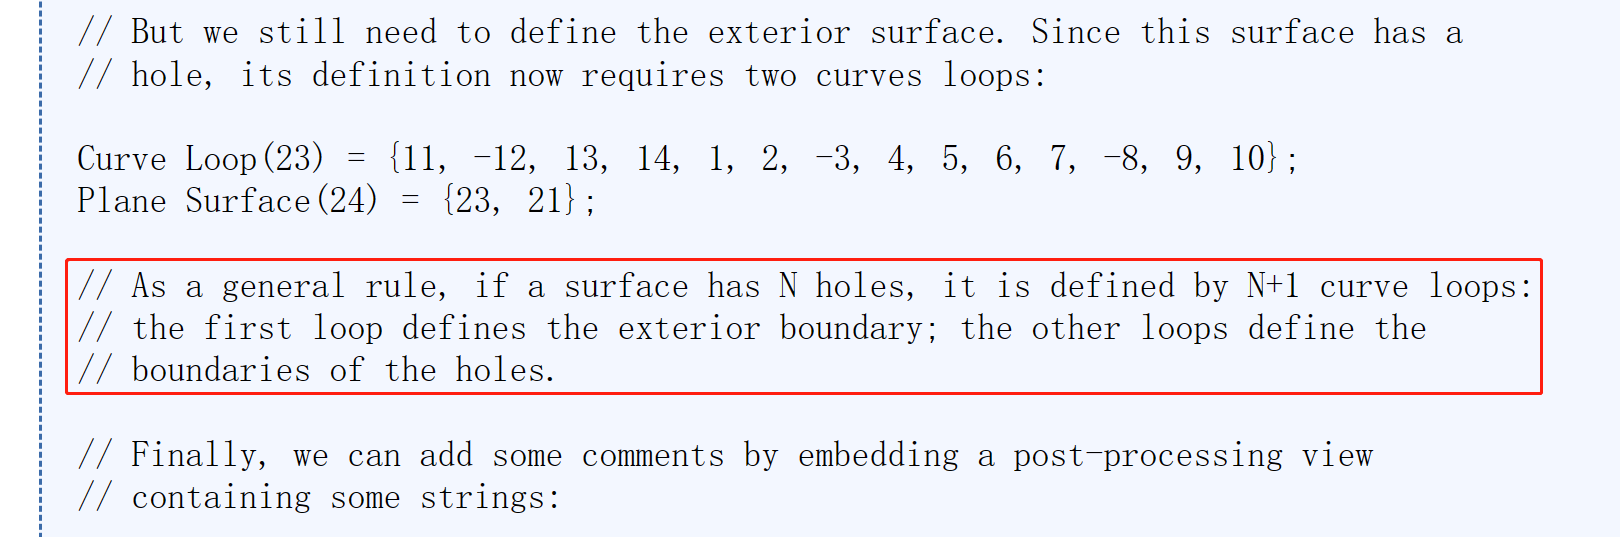 // But we still need to define the exterior surface. Since this surface has a
// hole, its definition now requires two curves loops:
Curve Loop(23) = {11, -12, 13, 14, 1, 2, -3, 4, 5, 6, 7, -8, 9, 10};
Plane Surface(24) = {23, 21};
// As a general rule, if a surface has N holes, it is defined by N+1 curve loops:
// the first loop defines the exterior boundary; the other loops define the
// boundaries of the holes.
// Finally, we can add some comments by embedding a post-processing view
// containing some strings: